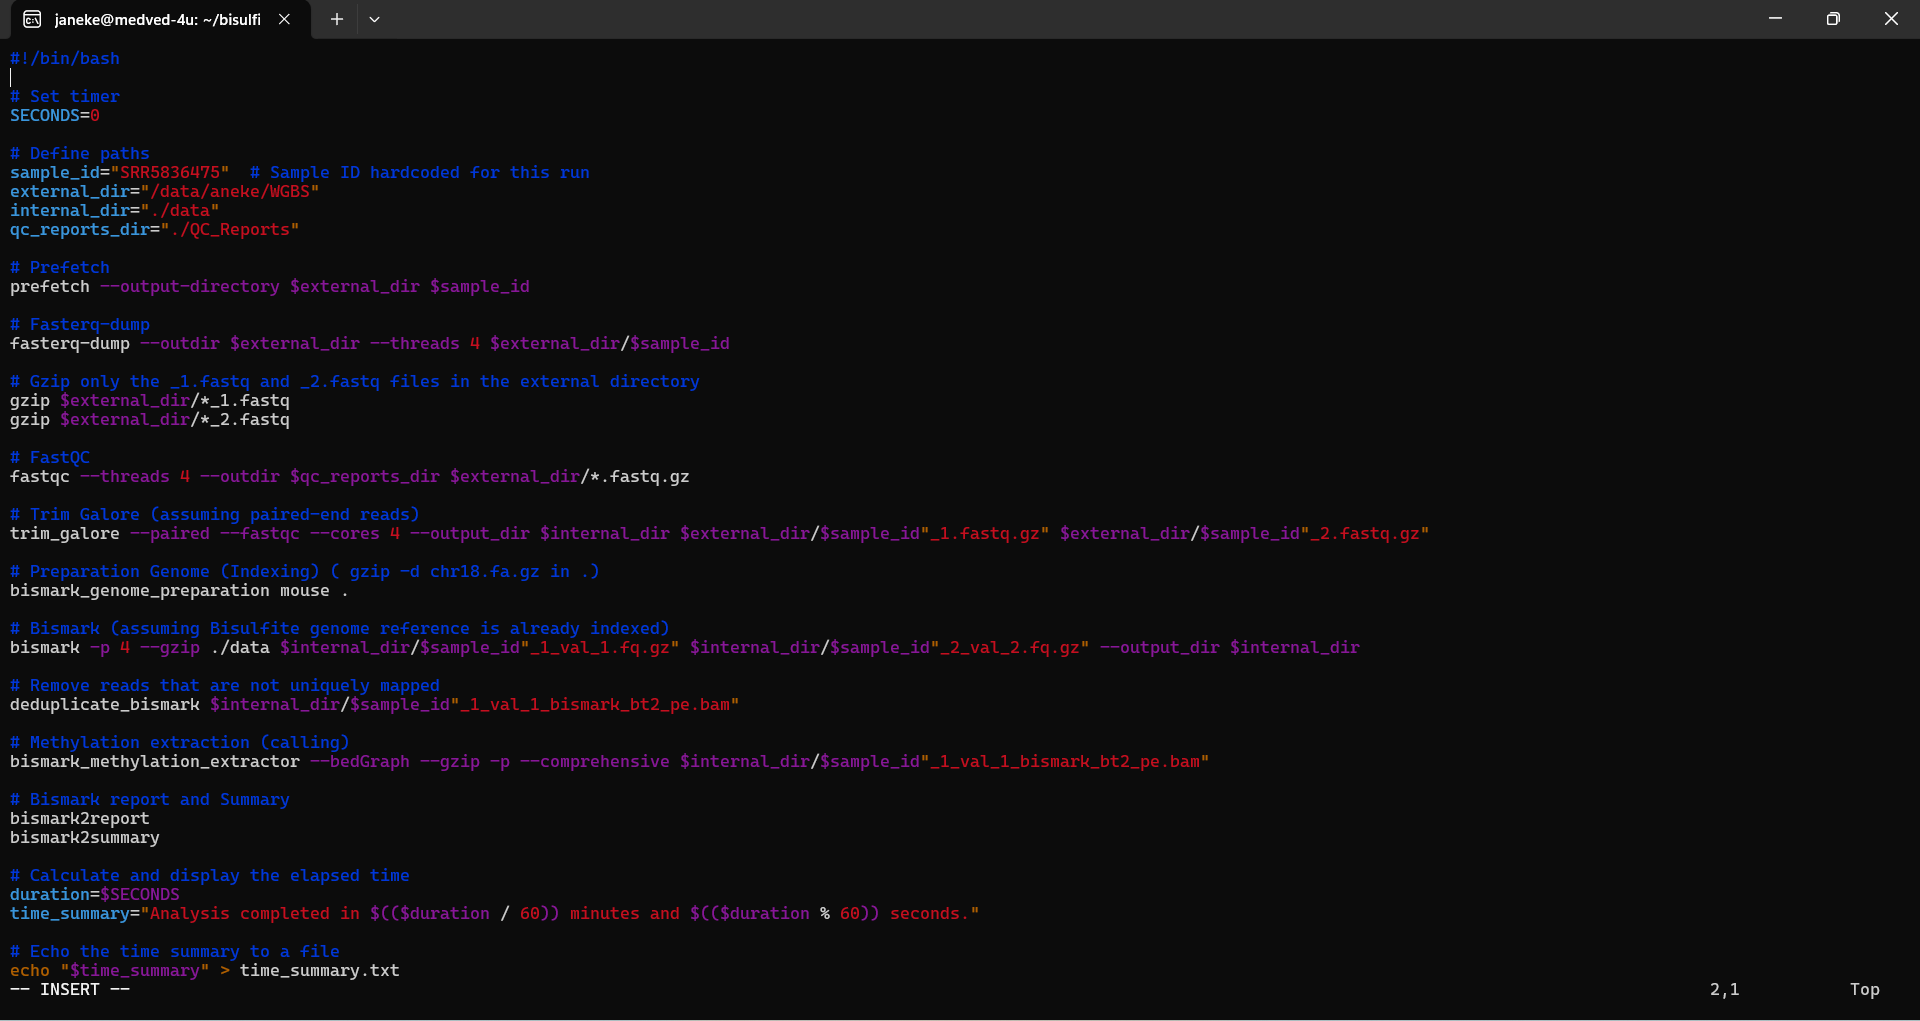 janeke@medved-4u: ~/bisulfi
#!/bin/bash
# Set timer
SECONDS=0
# Define paths
sample_id="SRR5836475"  # Sample ID hardcoded for this run
external_dir="/data/aneke/WGBS"
internal_dir="./data"
qc_reports_dir="./QC_Reports"
# Prefetch
prefetch --output-directory $external_dir $sample_id
# Fasterq-dump
fasterq-dump --outdir $external_dir --threads 4 $external_dir/$sample_id
# Gzip only the _1.fastq and _2.fastq files in the external directory
gzip $external_dir/*_1.fastq
gzip $external_dir/*_2.fastq
# FastQC
fastqc --threads 4 --outdir $qc_reports_dir $external_dir/*.fastq.gz
# Trim Galore (assuming paired-end reads)
trim_galore --paired --fastqc --cores 4 --output_dir $internal_dir $external_dir/$sample_id"_1.fastq.gz" $external_dir/$sample_id"_2.fastq.gz"
# Preparation Genome (Indexing) ( gzip -d chr18.fa.gz in .)
bismark_genome_preparation mouse .
# Bismark (assuming Bisulfite genome reference is already indexed)
bismark -p 4 --gzip ./data $internal_dir/$sample_id"_1_val_1.fq.gz" $internal_dir/$sample_id"_2_val_2.fq.gz" --output_dir $internal_dir
# Remove reads that are not uniquely mapped
deduplicate_bismark $internal_dir/$sample_id"_1_val_1_bismark_bt2_pe.bam"
# Methylation extraction (calling)
bismark_methylation_extractor --bedGraph --gzip -p --comprehensive $internal_dir/$sample_id"_1_val_1_bismark_bt2_pe.bam"
# Bismark report and Summary
bismark2report
bismark2summary
# Calculate and display the elapsed time
duration=$SECONDS
time_summary="Analysis completed in $(($duration / 60)) minutes and $(($duration % 60)) seconds."
# Echo the time summary to a file
echo "$time_summary" > time_summary.txt
-- INSERT -- 2,1 Top